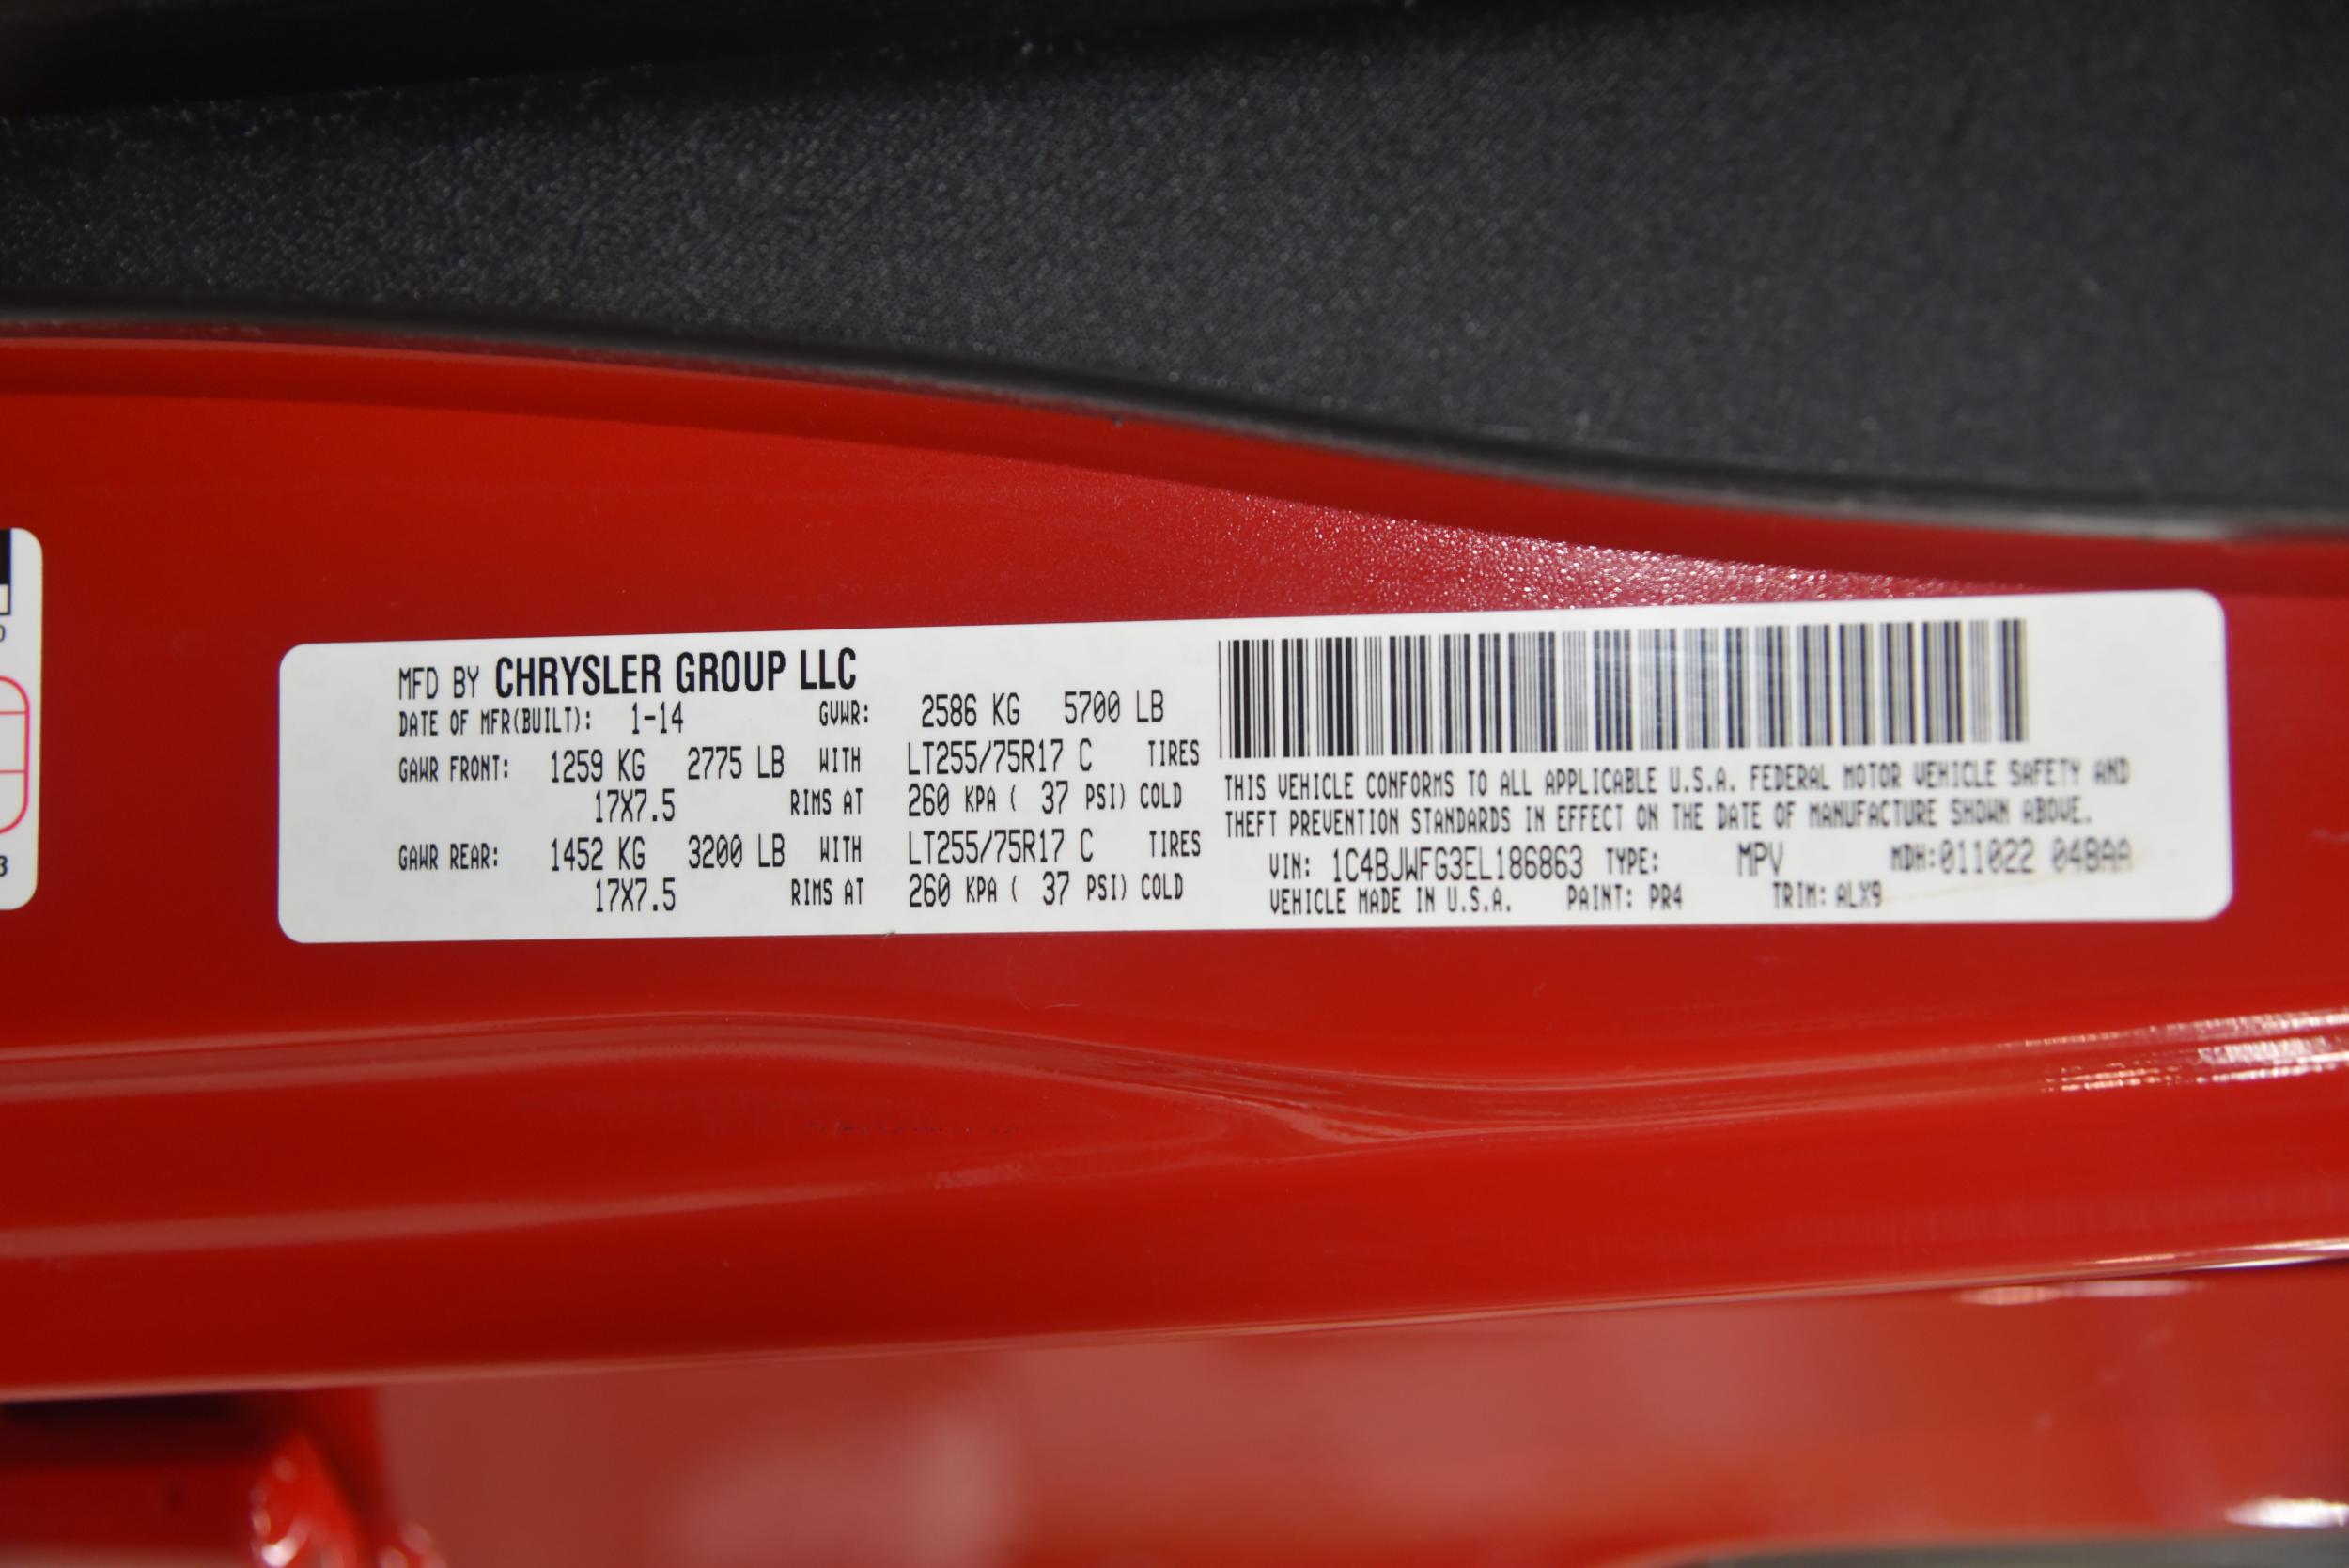 MFD BY CHRYSLER GROUP LLC
DATE OF MFR(BUILT): 1-14 GVWR: 2586 KG 5700 LB
GAWR FRONT: 1259 KG 2775 LB WITH LT255/75R17 C TIRES
17X7.5 RIMS AT 260 KPA ( 37 PSI) COLD
GAWR REAR: 1452 KG 3200 LB WITH LT255/75R17 C TIRES
17X7.5 RIMS AT 260 KPA ( 37 PSI) COLD
THIS VEHICLE CONFORMS TO ALL APPLICABLE U.S.A. FEDERAL MOTOR VEHICLE SAFETY AND
THEFT PREVENTION STANDARDS IN EFFECT ON THE DATE OF MANUFACTURE SHOWN ABOVE.
VIN: 1C4BJWFG3EL186863 TYPE: MPV MDH:011022 048AA
VEHICLE MADE IN U.S.A. PAINT: PR4 TRIM: ALX9
3